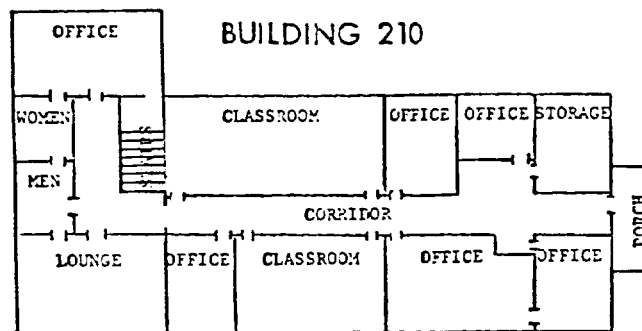 OFFICE
BUILDING 210
WOMEN
CLASSROOM
OFFICE
OFFICE
STORAGE
MEN
CORRIDOR
PORCH
LOUNGE
OFFICE
CLASSROOM
OFFICE
OFFICE